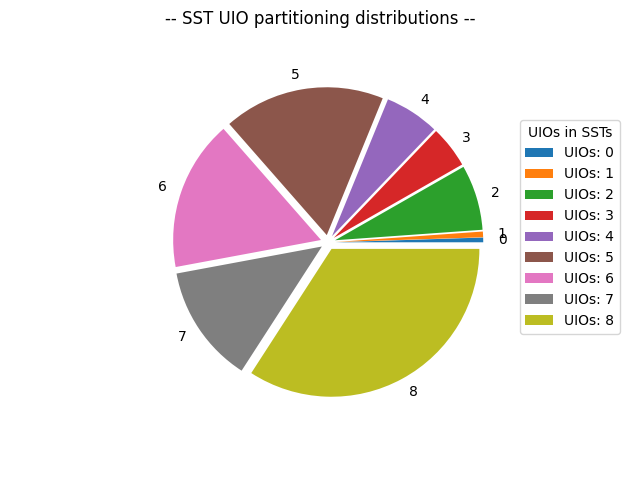 -- SST UIO partitioning distributions --
5
4
3
6
2
1
0
7
8
UIOs in SSTs
UIOs: 0
UIOs: 1
UIOs: 2
UIOs: 3
UIOs: 4
UIOs: 5
UIOs: 6
UIOs: 7
UIOs: 8